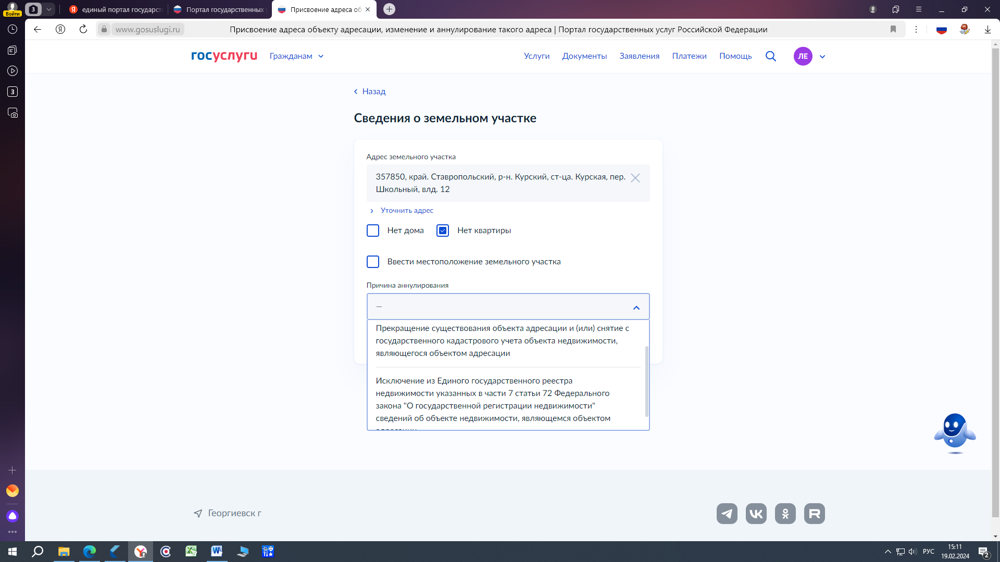 Войти
3
единый портал государст
Портал государственных у
Присвоение адреса об
www.gosuslugi.ru
Присвоение адреса объекту адресации, изменение и аннулирование такого адреса | Портал государственных услуг Российской Федерации
3
госуслуги
Гражданам
Услуги
Документы
Заявления
Платежи
Помощь
ЛЕ
Назад
Сведения о земельном участке
Адрес земельного участка
357850, край. Ставропольский, р-н. Курский, ст-ца. Курская, пер.
Школьный, влд. 12
Уточнить адрес
Нет дома
Нет квартиры
Ввести местоположение земельного участка
Причина аннулирования
—
Прекращение существования объекта адресации и (или) снятие с
государственного кадастрового учета объекта недвижимости,
являющегося объектом адресации
Исключение из Единого государственного реестра
недвижимости указанных в части 7 статьи 72 Федерального
закона "О государственной регистрации недвижимости"
сведений об объекте недвижимости, являющемся объектом
Георгиевск г
РУС
15:11
19.02.2024
2